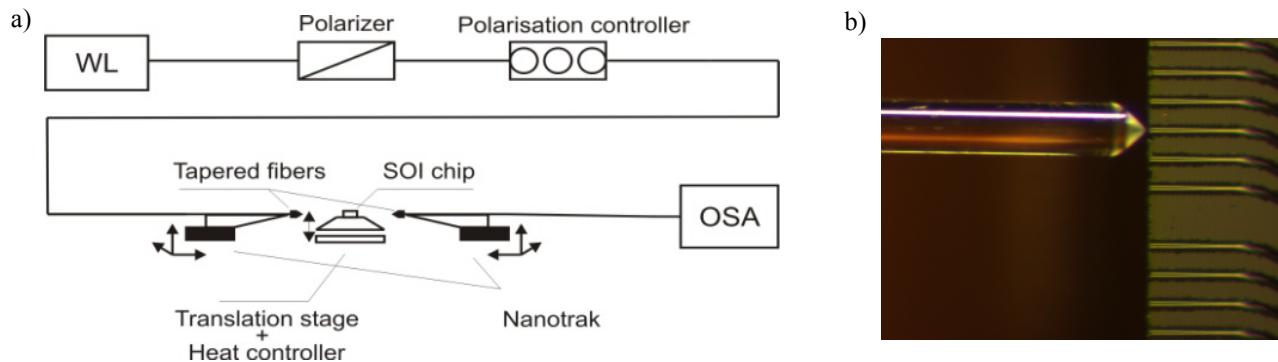 a)
b)
Polarizer
Polarisation controller
WL
Tapered fibers
SOI chip
OSA
Translation stage
+
Heat controller
Nanotrak